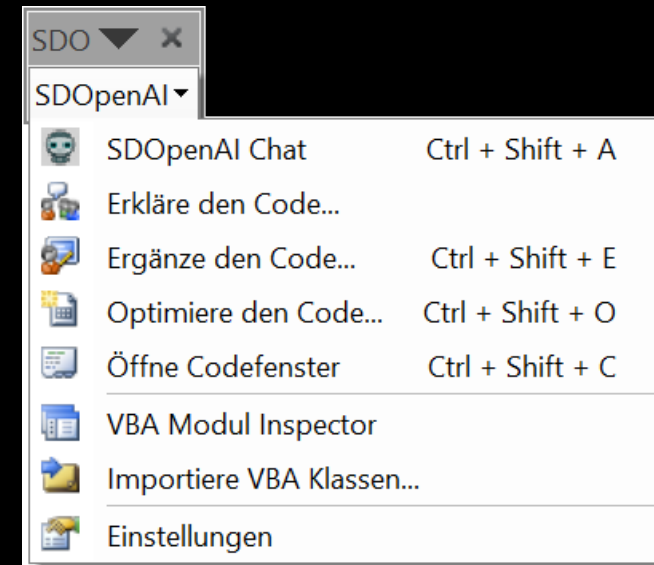 SDO
SDOpenAI
SDOpenAI Chat Ctrl + Shift + A
Erkläre den Code...
Ergänze den Code... Ctrl + Shift + E
Optimiere den Code... Ctrl + Shift + O
Öffne Codefenster Ctrl + Shift + C
VBA Modul Inspector
Importiere VBA Klassen...
Einstellungen